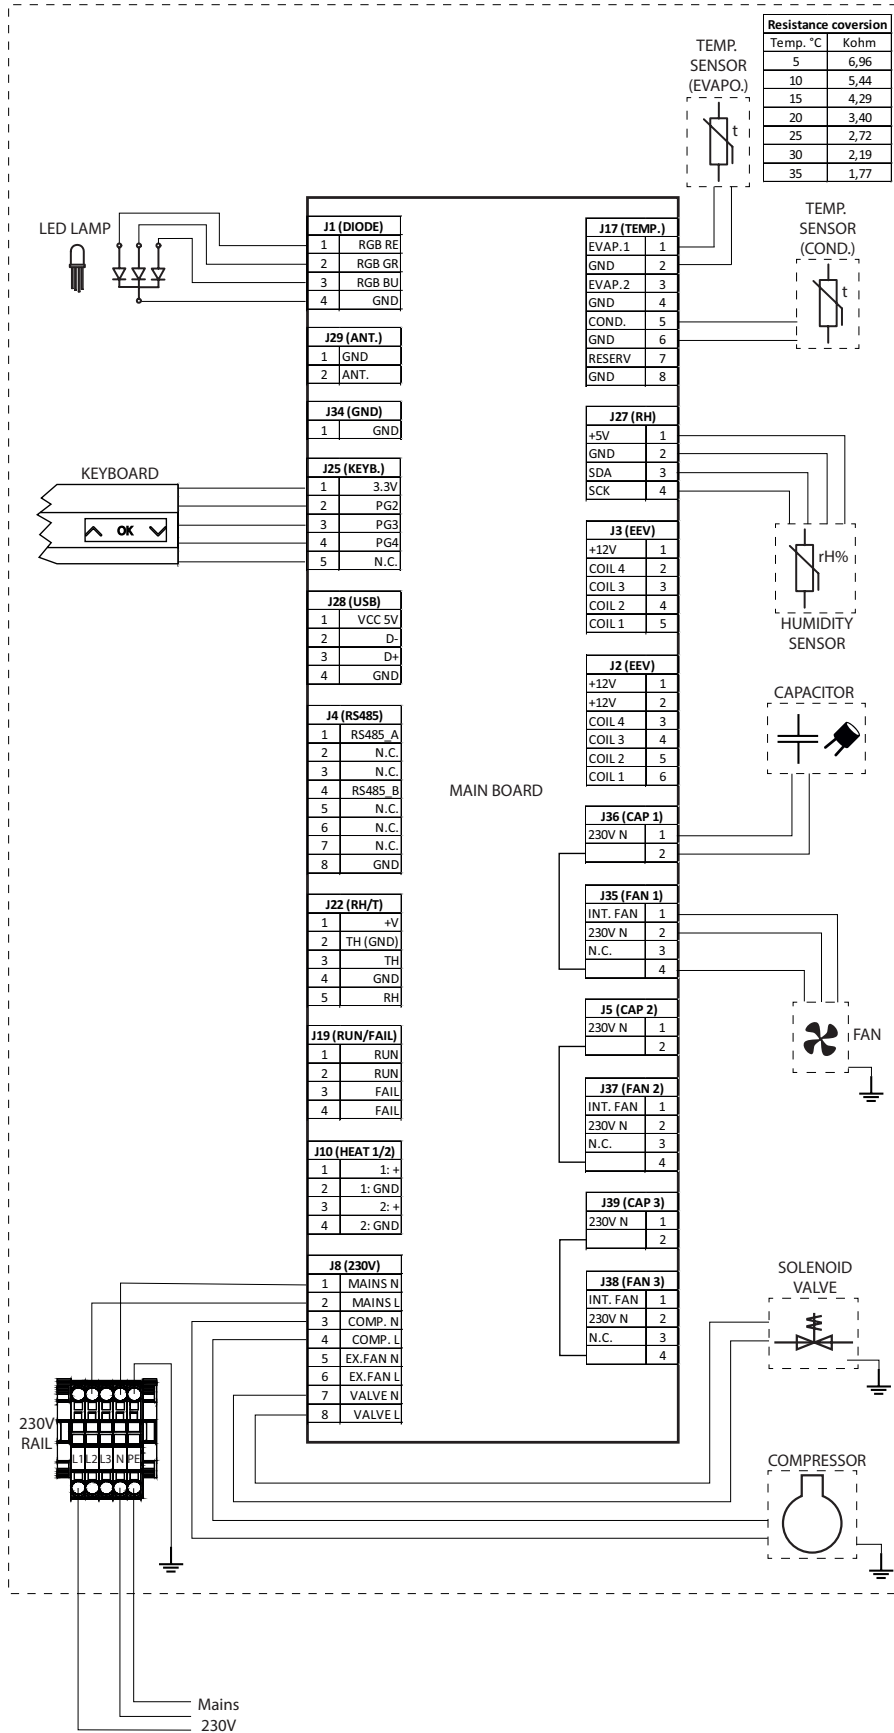 Resistance coversion
Temp. °C Kohm
5 6,96
10 5,44
15 4,29
20 3,40
25 2,72
30 2,19
35 1,77
TEMP.
SENSOR
(EVAPO.)
t
TEMP.
SENSOR
(COND.)
t
LED LAMP
J1 (DIODE)
1 RGB RE
2 RGB GR
3 RGB BU
4 GND
J29 (ANT.)
1 GND
2 ANT.
J34 (GND)
1 GND
KEYBOARD
OK
J25 (KEYB.)
1 3.3V
2 PG2
3 PG3
4 PG4
5 N.C.
J28 (USB)
1 VCC 5V
2 D-
3 D+
4 GND
J4 (RS485)
1 RS485_A
2 N.C.
3 N.C.
4 RS485_B
5 N.C.
6 N.C.
7 N.C.
8 GND
J22 (RH/T)
1 +V
2 TH (GND)
3 TH
4 GND
5 RH
J19 (RUN/FAIL)
1 RUN
2 RUN
3 FAIL
4 FAIL
J10 (HEAT 1/2)
1 1: +
2 1: GND
3 2: +
4 2: GND
J8 (230V)
1 MAINS N
2 MAINS L
3 COMP. N
4 COMP. L
5 EX.FAN N
6 EX.FAN L
7 VALVE N
8 VALVE L
MAIN BOARD
J17 (TEMP.)
EVAP.1 1
GND 2
EVAP.2 3
GND 4
COND. 5
GND 6
RESERV 7
GND 8
J27 (RH)
+5V 1
GND 2
SDA 3
SCK 4
rH%
HUMIDITY
SENSOR
J3 (EEV)
+12V 1
COIL 4 2
COIL 3 3
COIL 2 4
COIL 1 5
J2 (EEV)
+12V 1
+12V 2
COIL 4 3
COIL 3 4
COIL 2 5
COIL 1 6
CAPACITOR
J36 (CAP 1)
230V N 1
2
J35 (FAN 1)
INT. FAN 1
230V N 2
N.C. 3
4
FAN
J5 (CAP 2)
230V N 1
2
J37 (FAN 2)
INT. FAN 1
230V N 2
N.C. 3
4
J39 (CAP 3)
230V N 1
2
J38 (FAN 3)
INT. FAN 1
230V N 2
N.C. 3
4
SOLENOID
VALVE
COMPRESSOR
230V
RAIL
L1 L2 L3 N PE
Mains
230V